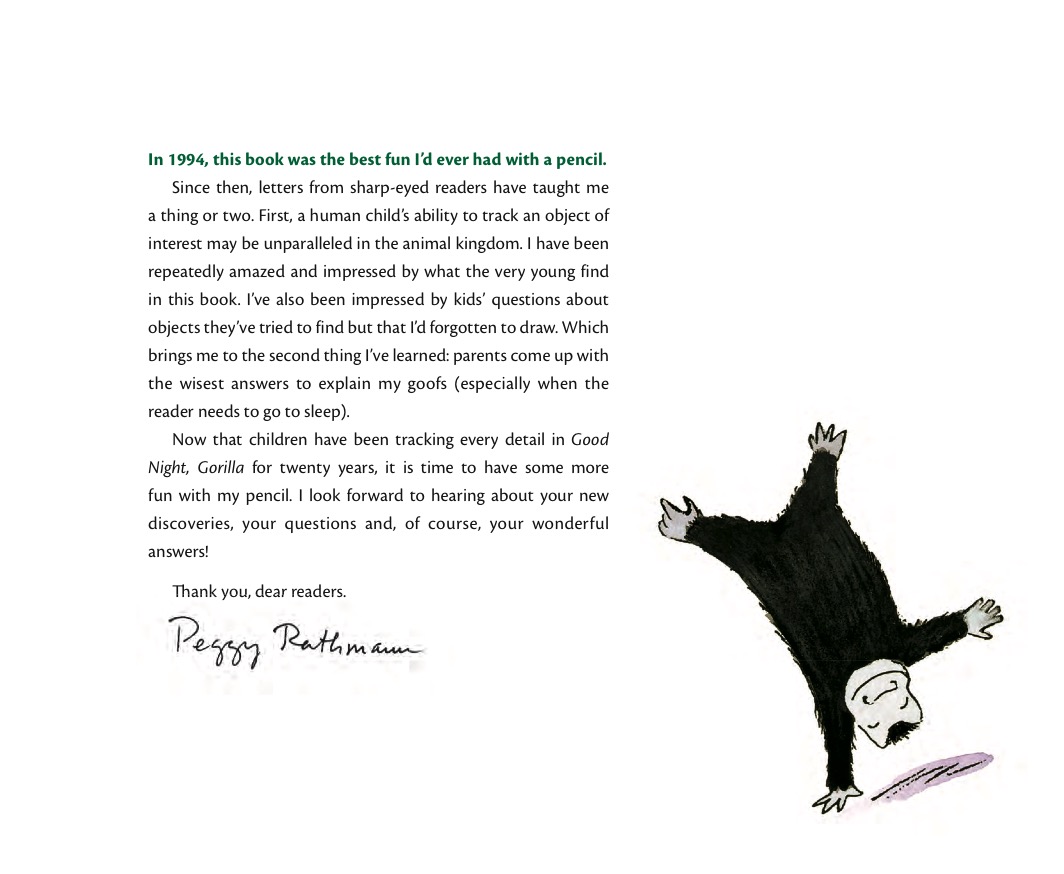 In 1994, this book was the best fun I’d ever had with a pencil.
Since then, letters from sharp-eyed readers have taught me
a thing or two. First, a human child’s ability to track an object of
interest may be unparalleled in the animal kingdom. I have been
repeatedly amazed and impressed by what the very young find
in this book. I’ve also been impressed by kids’ questions about
objects they’ve tried to find but that I’d forgotten to draw. Which
brings me to the second thing I’ve learned: parents come up with
the wisest answers to explain my goofs (especially when the
reader needs to go to sleep).
Now that children have been tracking every detail in Good
Night, Gorilla for twenty years, it is time to have some more
fun with my pencil. I look forward to hearing about your new
discoveries, your questions and, of course, your wonderful
answers!
Thank you, dear readers.
Peggy Rathmann